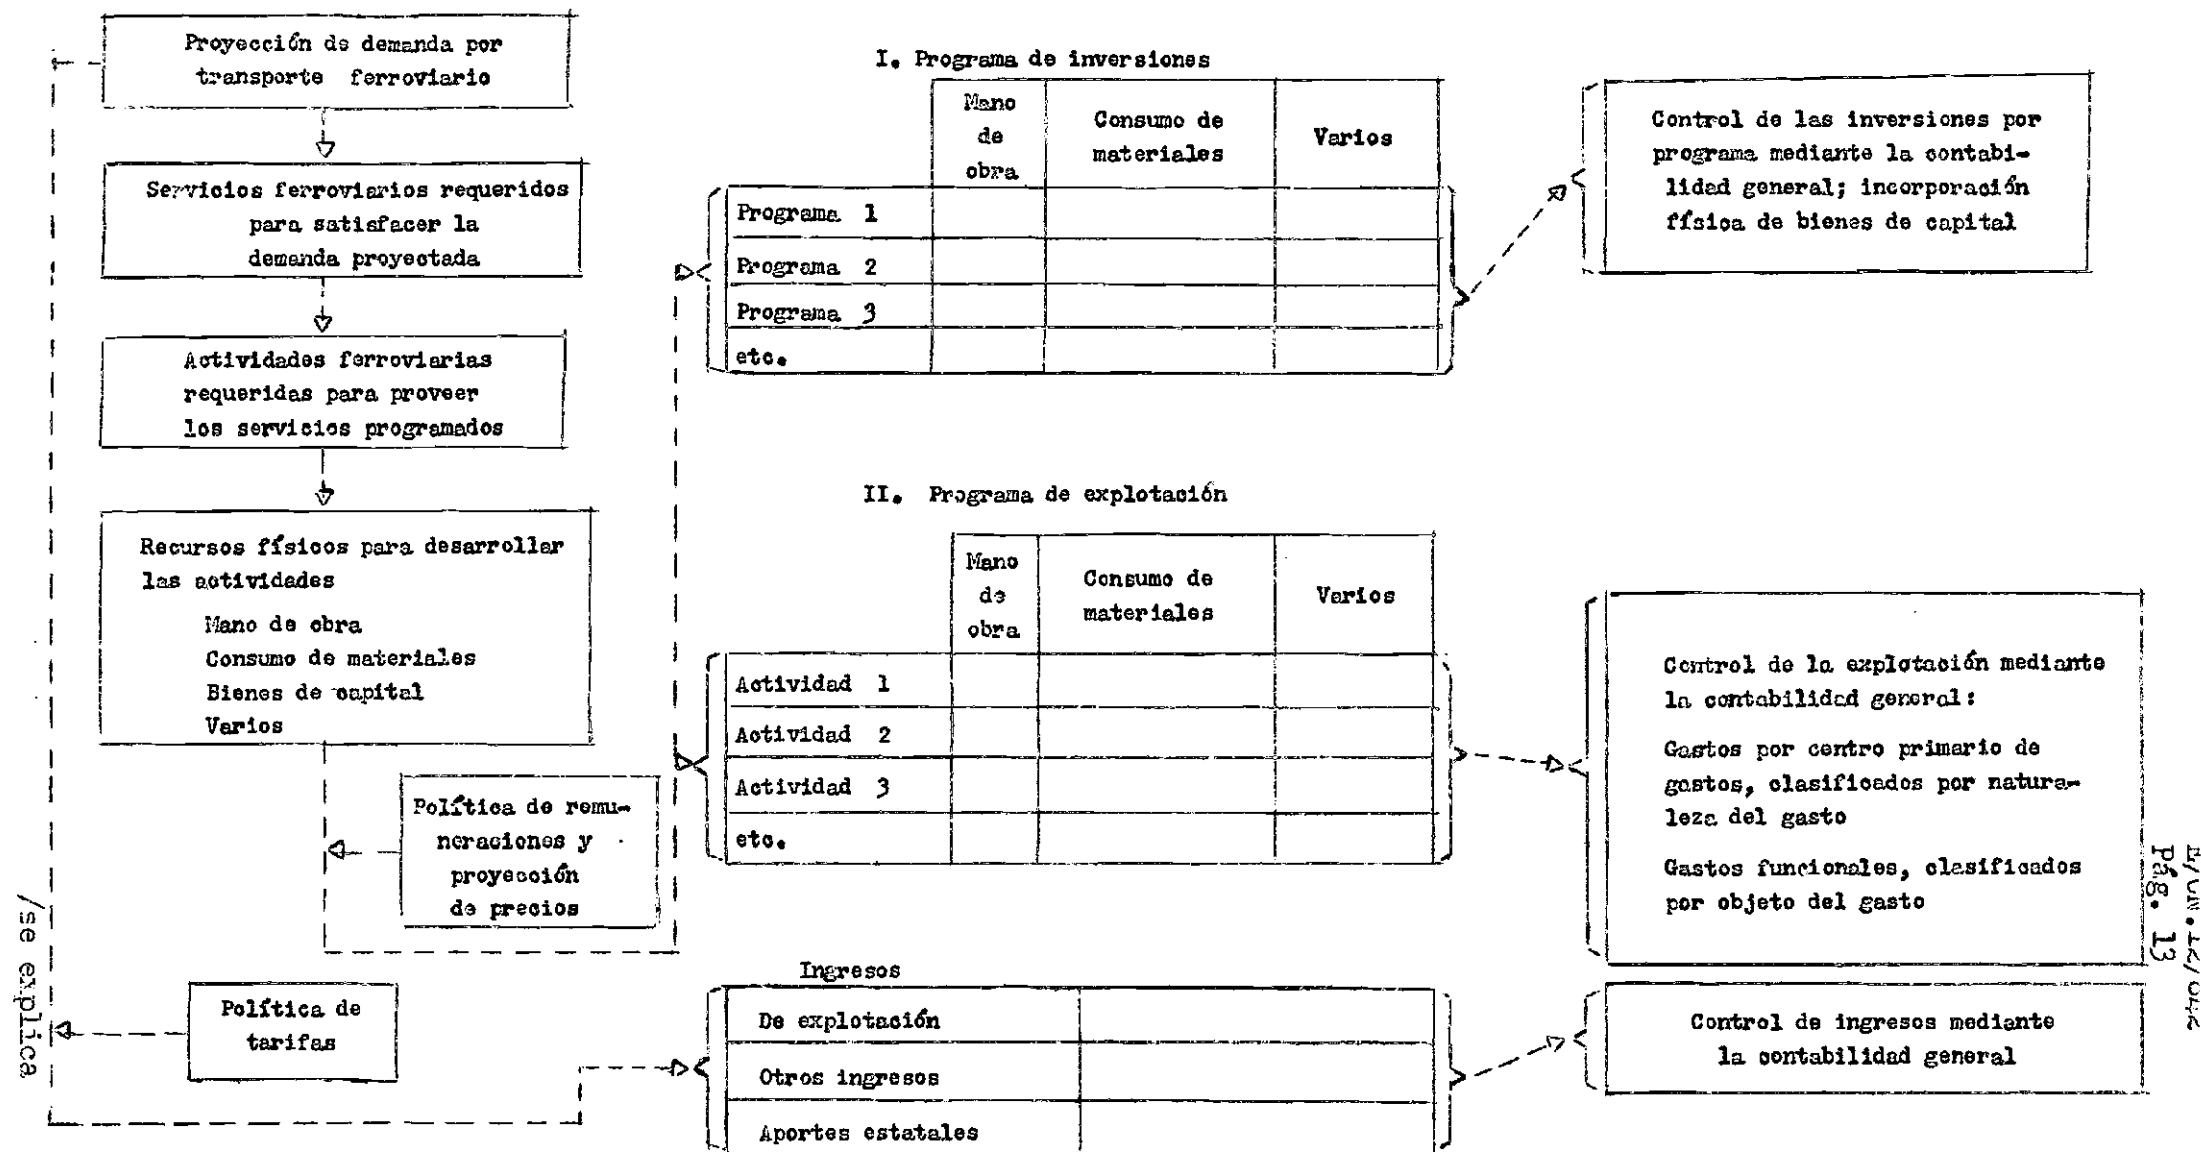 Proyección de demanda por
transporte ferroviario
Servicios ferroviarios requeridos
para satisfacer la
demanda proyectada
Actividades ferroviarias
requeridas para proveer
los servicios programados
Recursos físicos para desarrollar
las actividades
Mano de obra
Consumo de materiales
Bienes de capital
Varios
Política de remu-
neraciones y
proyección
de precios
Política de
tarifas
I. Programa de inversiones
Mano
de
obra
Consumo de
materiales
Varios
Programa 1
Programa 2
Programa 3
etc.
II. Programa de explotación
Mano
de
obra
Consumo de
materiales
Varios
Actividad 1
Actividad 2
Actividad 3
etc.
Ingresos
De explotación
Otros ingresos
Aportes estatales
Control de las inversiones por
programa mediante la contabi-
lidad general; incorporación
física de bienes de capital
Control de la explotación mediante
la contabilidad general:
Gastos por centro primario de
gastos, clasificados por natura-
leza del gasto
Gastos funcionales, clasificados
por objeto del gasto
Control de ingresos mediante
la contabilidad general
Pág. 13
/se explica